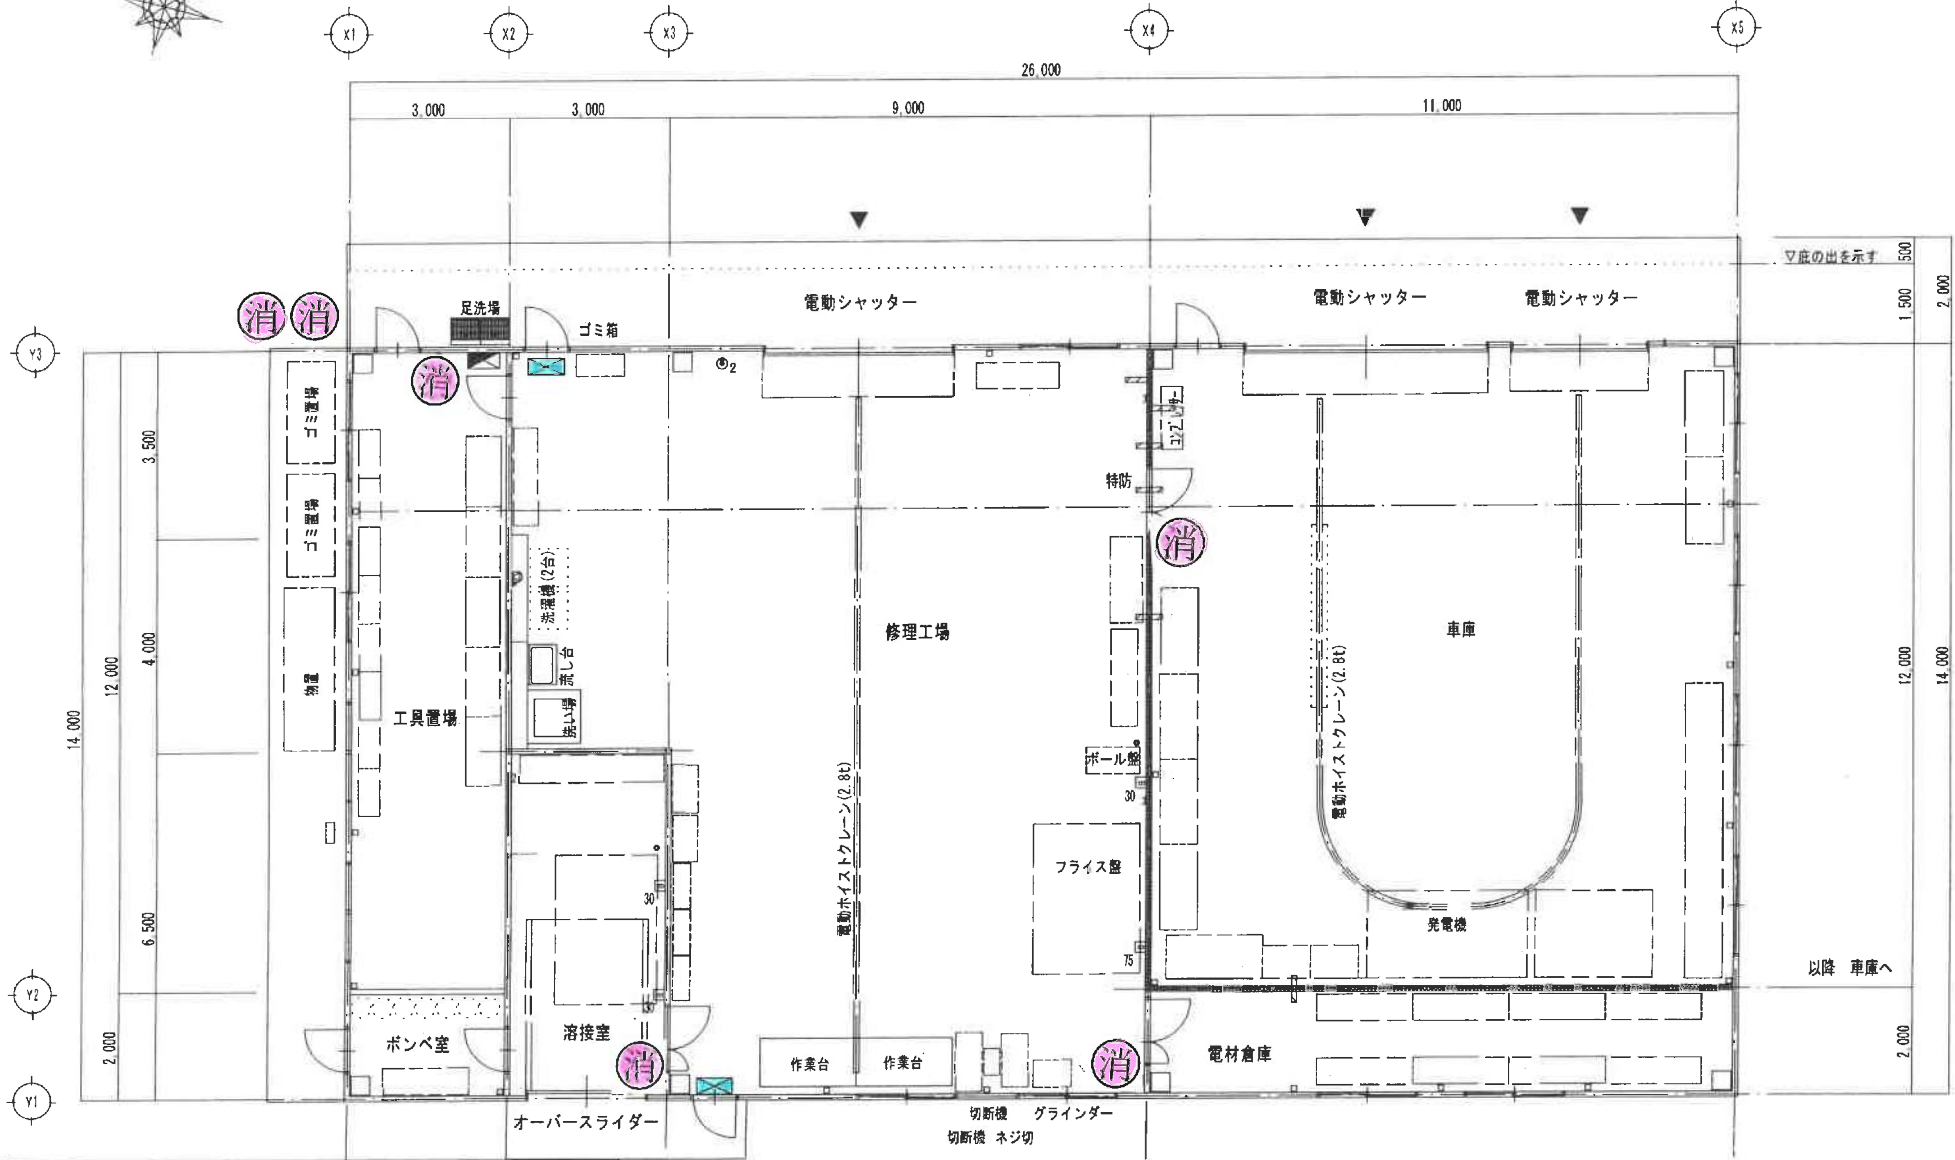 X1
X2
X3
X4
X5
26,000
3,000
3,000
9,000
11,000
▽庇の出を示す
500
1,500
2,000
電動シャッター
電動シャッター
電動シャッター
消
消
足洗場
ゴミ箱
Y3
消
2
ゴミ置場
コンプレッサー
3,500
特防
ゴミ置場
消
洗濯機(2台)
修理工場
車庫
4,000
12,000
14,000
物置
流し台
洗い場
工具置場
電動ホイストクレーン(2.8t)
12,000
14,000
ボール盤
30
電動ホイストクレーン(2.8t)
フライス盤
30
6,500
発電機
75
以降 車庫へ
Y2
溶接室
ボンベ室
消
作業台
作業台
消
電材倉庫
2,000
2,000
Y1
オーバースライダー
切断機
グラインダー
切断機 ネジ切